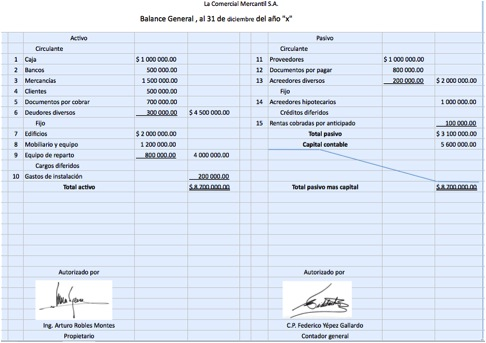 La Comercial Mercantil S.A.
Balance General , al 31 de diciembre del año "x"
Activo Pasivo
Circulante Circulante
1 Caja $ 1 000 000.00 11 Proveedores $ 1 000 000.00
2 Bancos 500 000.00 12 Documentos por pagar 800 000.00
3 Mercancias 1 500 000.00 13 Acreedores diversos 200 000.00 $ 2 000 000.00
4 Clientes 500 000.00 Fijo
5 Documentos por cobrar 700 000.00 14 Acreedores hipotecarios 1 000 000.00
6 Deudores diversos 300 000.00 $ 4 500 000.00 Créditos diferidos
Fijo 15 Rentas cobradas por anticipado 100 000.00
7 Edificios $ 2 000 000.00 Total pasivo $ 3 100 000.00
8 Mobiliario y equipo 1 200 000.00 Capital contable 5 600 000.00
9 Equipo de reparto 800 000.00 4 000 000.00
Cargos diferidos
10 Gastos de instalación 200 000.00
Total activo $.8.700 000.00 Total pasivo mas capital $.8.700 000.00
Autorizado por Autorizado por
Ing. Arturo Robles Montes C.P. Federico Yépez Gallardo
Propietario Contador general